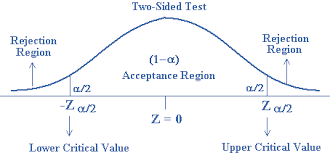 Two-Sided Test
Rejection
Region
Rejection
Region
(1-α)
Acceptance Region
α/2
α/2
-Z α/2
Z = 0
Z α/2
Lower Critical Value
Upper Critical Value